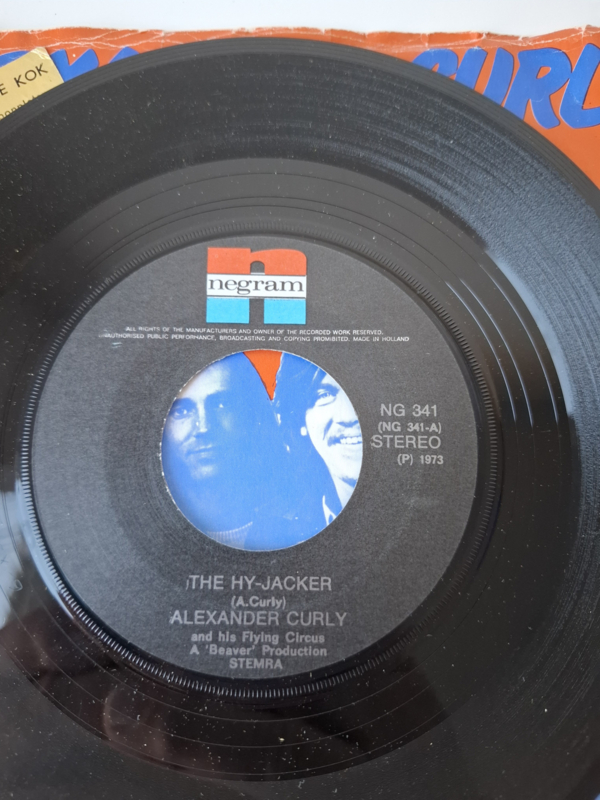 E KOK
CURL
negram
ALL RIGHTS OF THE MANUFACTURERS AND OWNER OF THE RECORDED WORK RESERVED.
AUTHORISED PUBLIC PERFORMANCE, BROADCASTING AND COPYING PROHIBITED. MADE IN HOLLAND
NG 341
(NG 341-A)
STEREO
(P) 1973
THE HY-JACKER
(A.Curly)
ALEXANDER CURLY
and his Flying Circus
A 'Beaver' Production
STEMRA